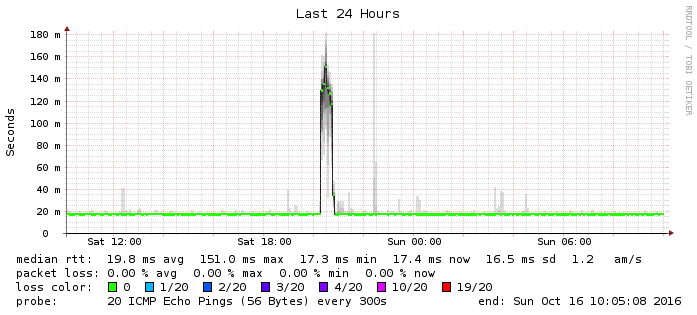 Last 24 Hours
RRDTOOL / TOBI OETIKER
Seconds
180 m
160 m
140 m
120 m
100 m
80 m
60 m
40 m
20 m
0
Sat 12:00 Sat 18:00 Sun 00:00 Sun 06:00
median rtt: 19.8 ms avg 151.0 ms max 17.3 ms min 17.4 ms now 16.5 ms sd 1.2 am/s
packet loss: 0.00 % avg 0.00 % max 0.00 % min 0.00 % now
loss color: 0 1/20 2/20 3/20 4/20 10/20 19/20
probe: 20 ICMP Echo Pings (56 Bytes) every 300s end: Sun Oct 16 10:05:08 2016